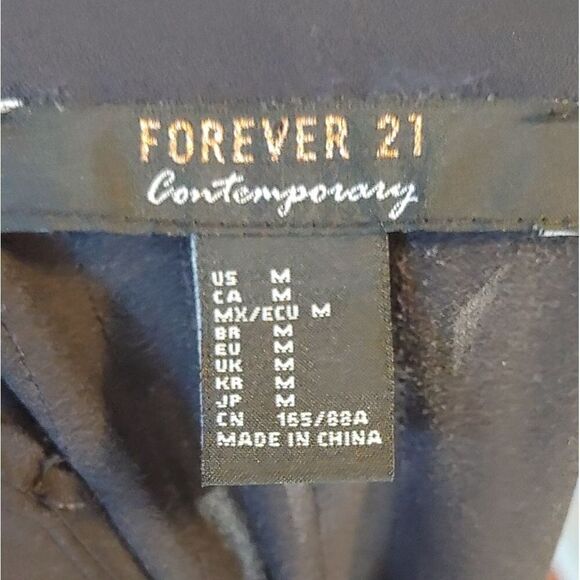 FOREVER 21
Contemporary
US M
CA M
MX/ECU M
BR M
EU M
UK M
KR M
JP M
CN 165/88A
MADE IN CHINA